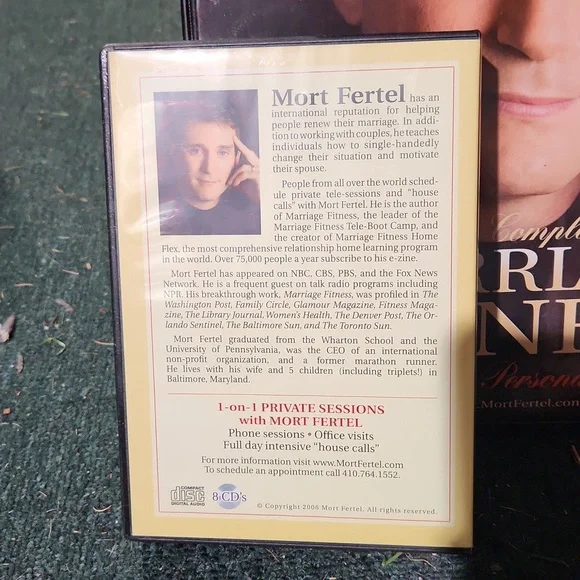 Mort Fertel has an
international reputation for helping
people renew their marriage. In addi-
tion to working with couples, he teaches
individuals how to single-handedly
change their situation and motivate
their spouse.
People from all over the world sched-
ule private tele-sessions and "house
calls" with Mort Fertel. He is the author
of Marriage Fitness, the leader of the
Marriage Fitness Tele-Boot Camp, and
the creator of Marriage Fitness Home
Flex, the most comprehensive relationship home learning program
in the world. Over 75,000 people a year subscribe to his e-zine.
Mort Fertel has appeared on NBC, CBS, PBS, and the Fox News
Network. He is a frequent guest on talk radio programs including
NPR. His breakthrough work, Marriage Fitness, was profiled in The
Washington Post, Family Circle, Glamour Magazine, Fitness Maga-
zine, The Library Journal, Women's Health, The Denver Post, The Or-
lando Sentinel, The Baltimore Sun, and The Toronto Sun.
Mort Fertel graduated from the Wharton School and the
University of Pennsylvania, was the CEO of an international
non-profit organization, and a former marathon runner.
He lives with his wife and 5 children (including triplets!) in
Baltimore, Maryland.
1-on-1 PRIVATE SESSIONS
with MORT FERTEL
Phone sessions • Office visits
Full day intensive "house calls"
For more information visit www.MortFertel.com
To schedule an appointment call 410.764.1552.
COMPACT
disc
DIGITAL AUDIO
8 CD's
© Copyright 2006 Mort Fertel. All rights reserved.
Comple
RRL
NE
Persona
www.MortFertel.com